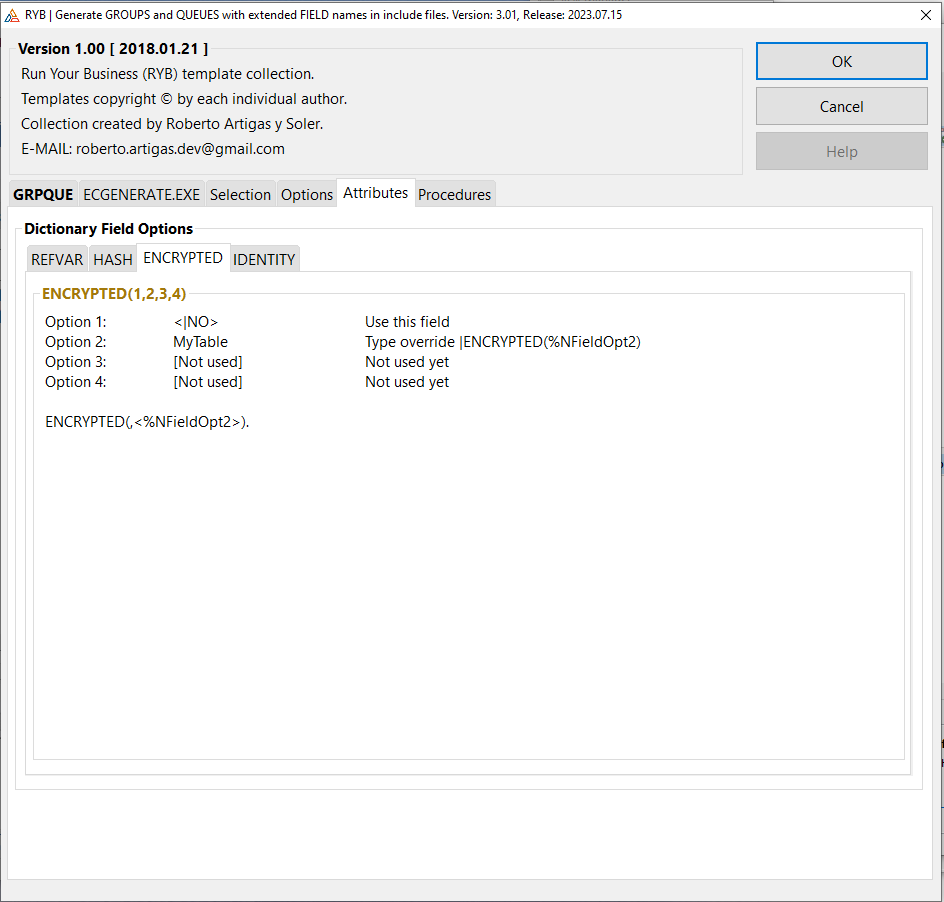 RYB | Generate GROUPS and QUEUES with extended FIELD names in include files. Version: 3.01, Release: 2023.07.15
Version 1.00 [ 2018.01.21 ]
Run Your Business (RYB) template collection.
Templates copyright © by each individual author.
Collection created by Roberto Artigas y Soler.
E-MAIL: roberto.artigas.dev@gmail.com
OK
Cancel
Help
GRPQUE ECGENERATE.EXE Selection Options Attributes Procedures
Dictionary Field Options
REFVAR HASH ENCRYPTED IDENTITY
ENCRYPTED(1,2,3,4)
Option 1: <|NO> Use this field
Option 2: MyTable Type override |ENCRYPTED(%NFieldOpt2)
Option 3: [Not used] Not used yet
Option 4: [Not used] Not used yet
ENCRYPTED(,<%NFieldOpt2>).